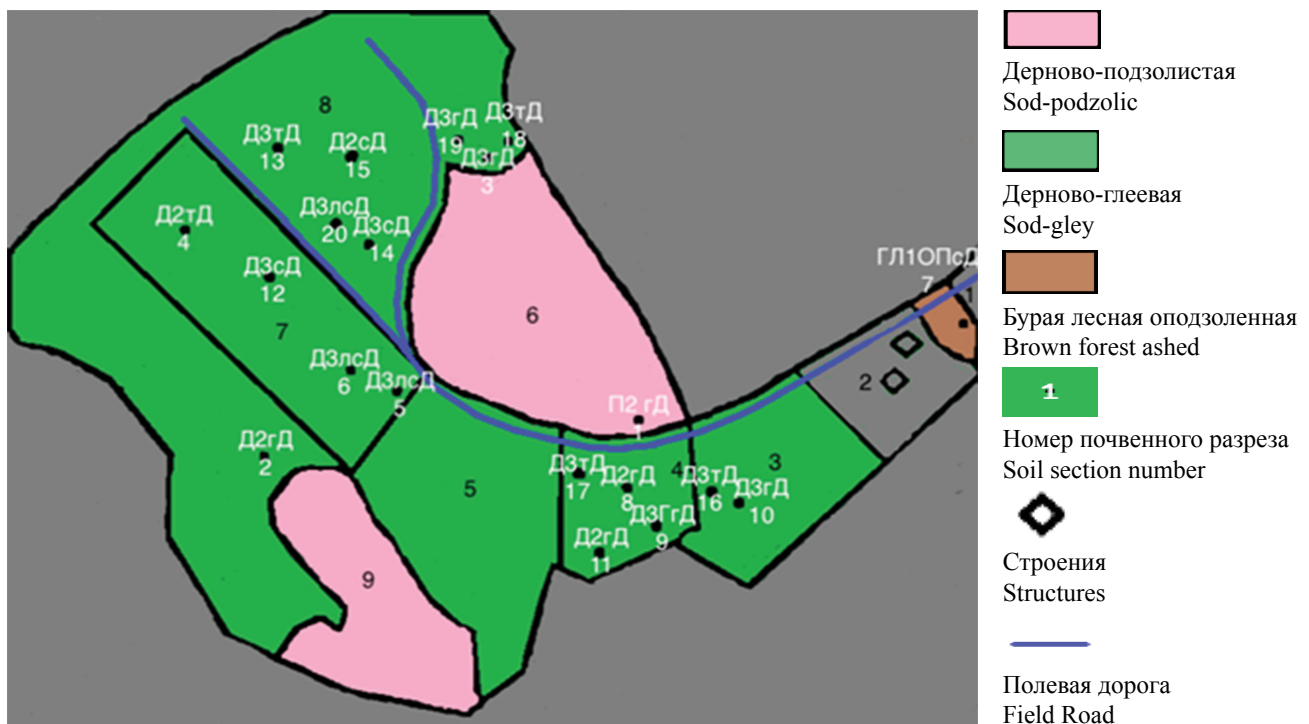 8
Д3тД
13
Д2сД
15
Д3гД
19
Д3тД
18
Д3гД
3
Д3лсД
20
Д3сД
14
Д2тД
4
Д3сД
12
7
Д3лсД
6
Д3лсД
5
6
ГЛ1ОПсД
7
1
2
П2 гД
1
Д2гД
2
9
5
Д3тД
17
Д2гД
8
4
Д3ГгД
9
Д2гД
11
Д3тД
16
3
Д3гД
10
Дерново-подзолистая
Sod-podzolic
Дерново-глеевая
Sod-gley
Бурая лесная оподзоленная
Brown forest ashed
1
Номер почвенного разреза
Soil section number
Строения
Structures
Полевая дорога
Field Road